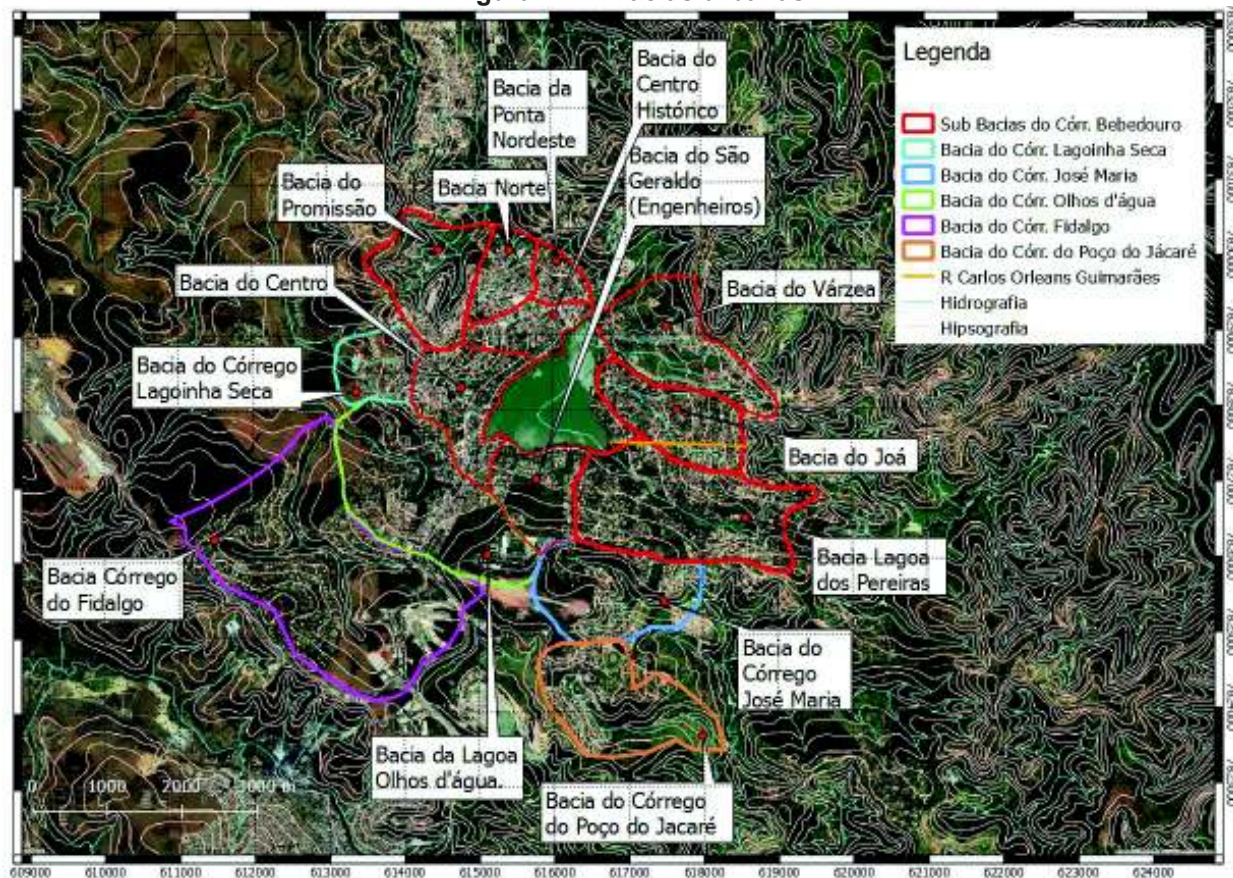 Legenda
Sub Bacias do Córr. Bebedouro
Bacia do Córr. Lagoinha Seca
Bacia do Córr. José Maria
Bacia do Córr. Olhos d'água
Bacia do Córr. Fidalgo
Bacia do Córr. do Poço do Jácaré
R Carlos Orleans Guimarães
Hidrografia
Hipsografia
Bacia do
Centro
Histórico
Bacia da
Ponta
Nordeste
Bacia do São
Geraldo
(Engenheiros)
Bacia do
Promissão
Bacia Norte
Bacia do Centro
Bacia do Várzea
Bacia do Córrego
Lagoinha Seca
Bacia do Joá
Bacia Córrego
do Fidalgo
Bacia Lagoa
dos Pereiras
Bacia do
Córrego
José Maria
Bacia da Lagoa
Olhos d'água.
Bacia do Córrego
do Poço do Jacaré
0 1000 2000 3000 m
609000 610000 611000 612000 613000 614000 615000 616000 617000 618000 619000 620000 621000 622000 623000 624000